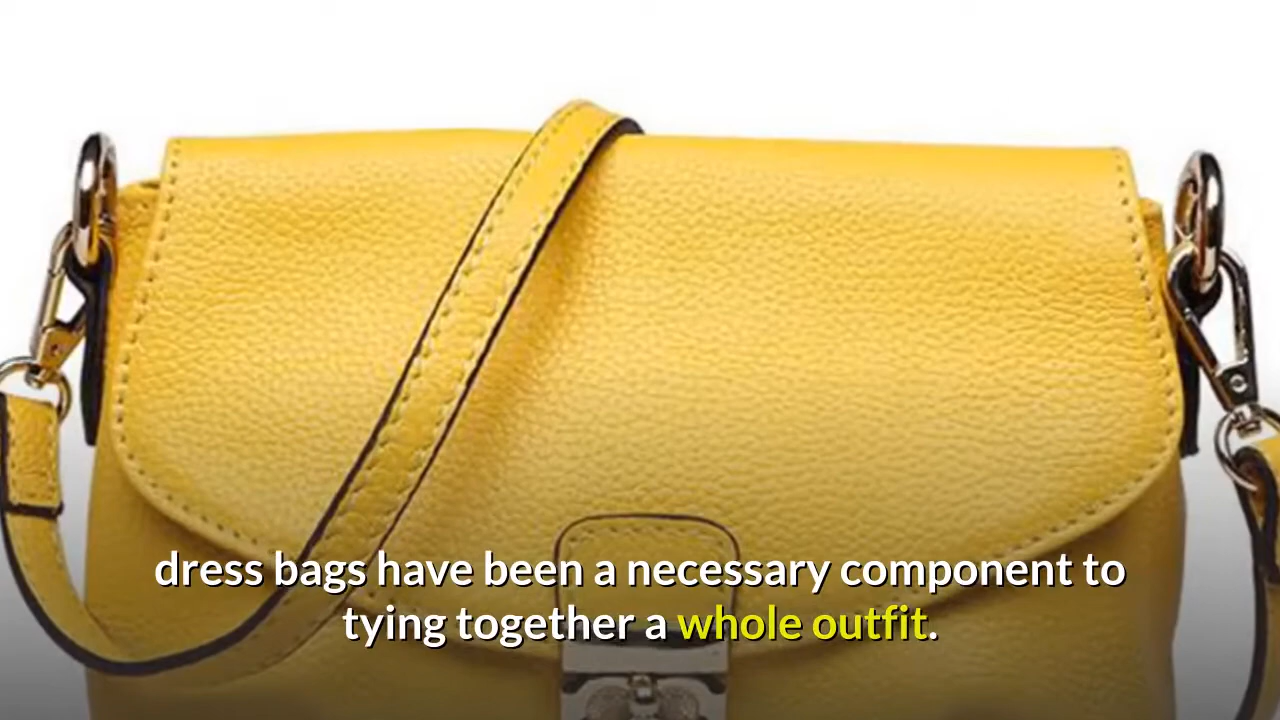 dress bags have been a necessary component to
tying together a whole outfit.